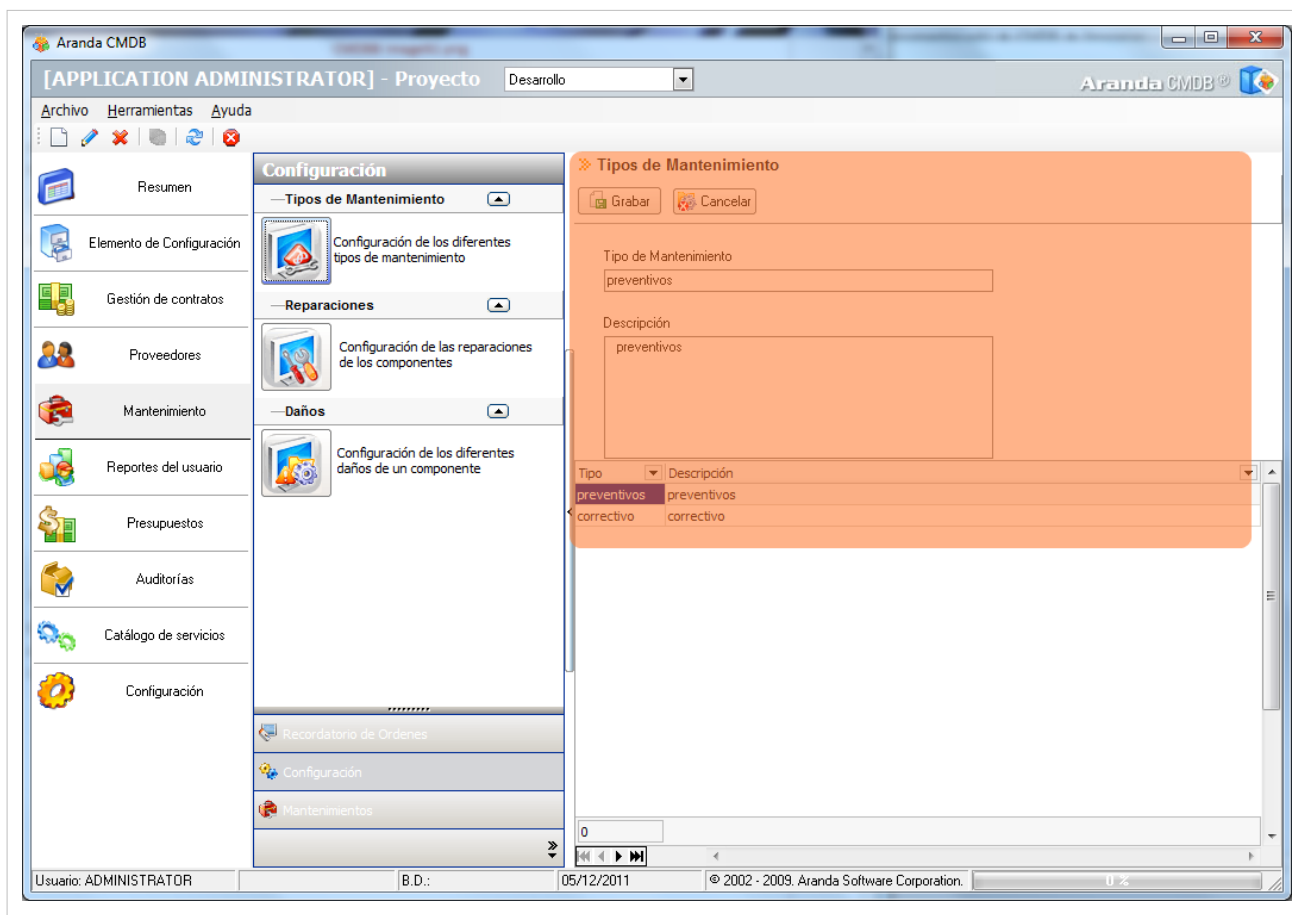 Aranda CMDB
[APPLICATION ADMINISTRATOR] - Proyecto Desarrollo
Aranda CMDB®
Archivo Herramientas Ayuda
Resumen
Elemento de Configuración
Gestión de contratos
Proveedores
Mantenimiento
Reportes del usuario
Presupuestos
Auditorías
Catálogo de servicios
Configuración
Configuración
Tipos de Mantenimiento
Configuración de los diferentes
tipos de mantenimiento
Reparaciones
Configuración de las reparaciones
de los componentes
Daños
Configuración de los diferentes
daños de un componente
Recordatorio de Ordenes
Configuración
Mantenimientos
Tipos de Mantenimiento
Grabar Cancelar
Tipo de Mantenimiento
preventivos
Descripción
preventivos
Tipo Descripción
preventivos preventivos
correctivo correctivo
0
Usuario: ADMINISTRATOR B.D.: 05/12/2011 © 2002 - 2009. Aranda Software Corporation. 0 %